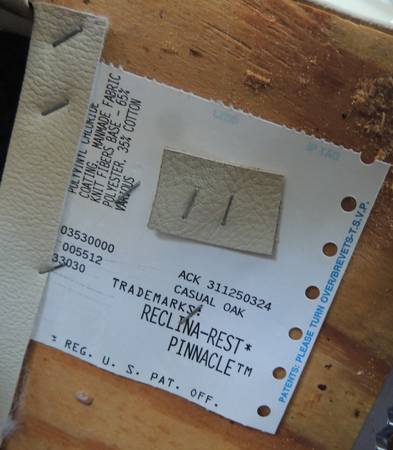 POLYVINYL CHLORIDE
COATING, MANMADE FABRIC
KNIT FIBERS BASE - 65%
POLYESTER, 35% COTTON
VARIOUS
03530000
005512
33030
ACK 311250324
CASUAL OAK
TRADEMARKS:
RECLINA-REST*
PINNACLE™
* REG. U. S. PAT. OFF.
PATENTS: PLEASE TURN OVER/BREVETS-T.S.V.P.